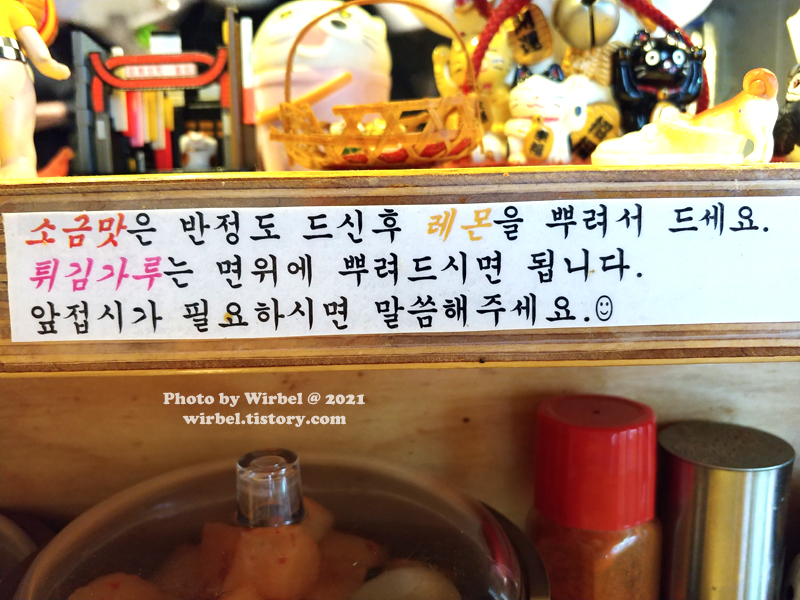 소금맛은 반정도 드신후 레몬을 뿌려서 드세요.
튀김가루는 면위에 뿌려드시면 됩니다.
앞접시가 필요하시면 말씀해주세요.☺
Photo by Wirbel @ 2021
wirbel.tistory.com